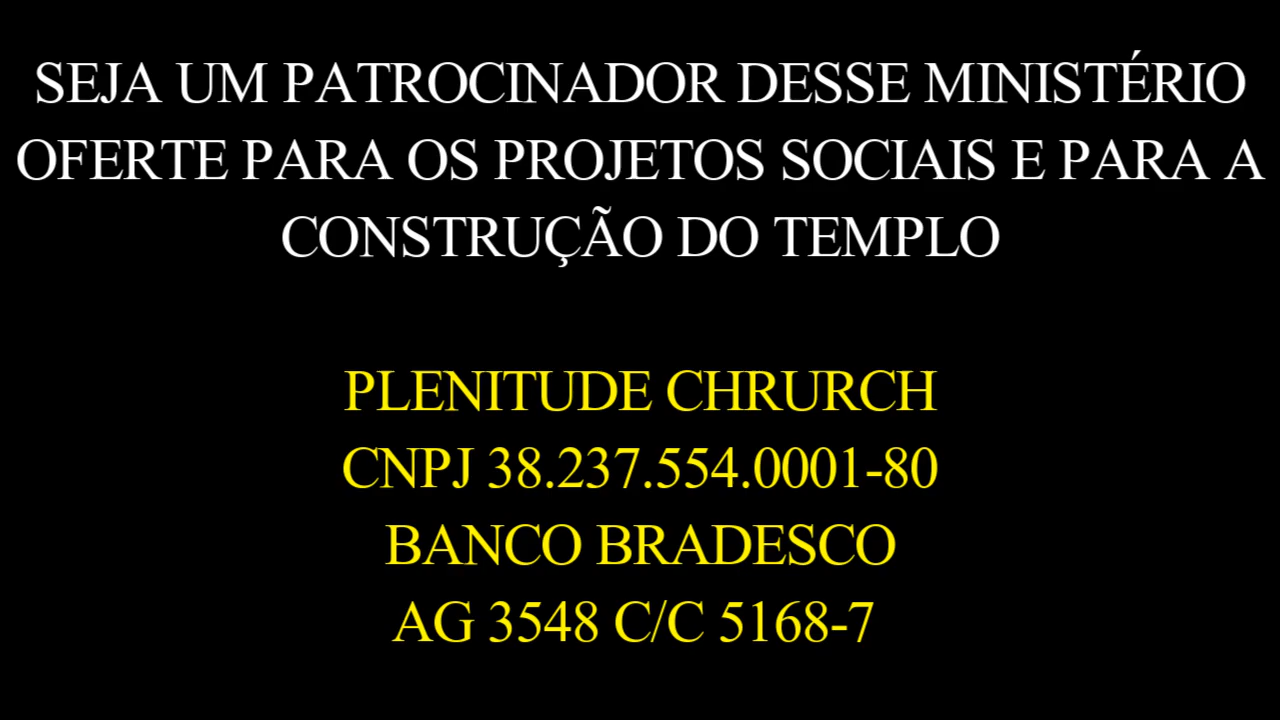 SEJA UM PATROCINADOR DESSE MINISTÉRIO
OFERTE PARA OS PROJETOS SOCIAIS E PARA A
CONSTRUÇÃO DO TEMPLO
PLENITUDE CHRURCH
CNPJ 38.237.554.0001-80
BANCO BRADESCO
AG 3548 C/C 5168-7